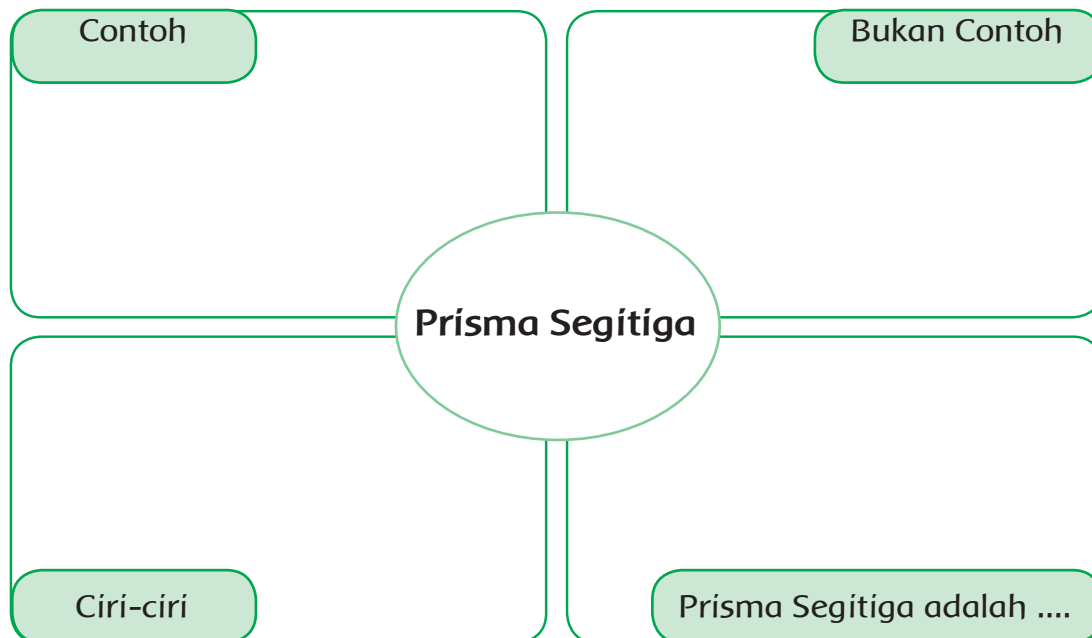 Contoh
Bukan Contoh
Prisma Segitiga
Ciri-ciri
Prisma Segitiga adalah ....